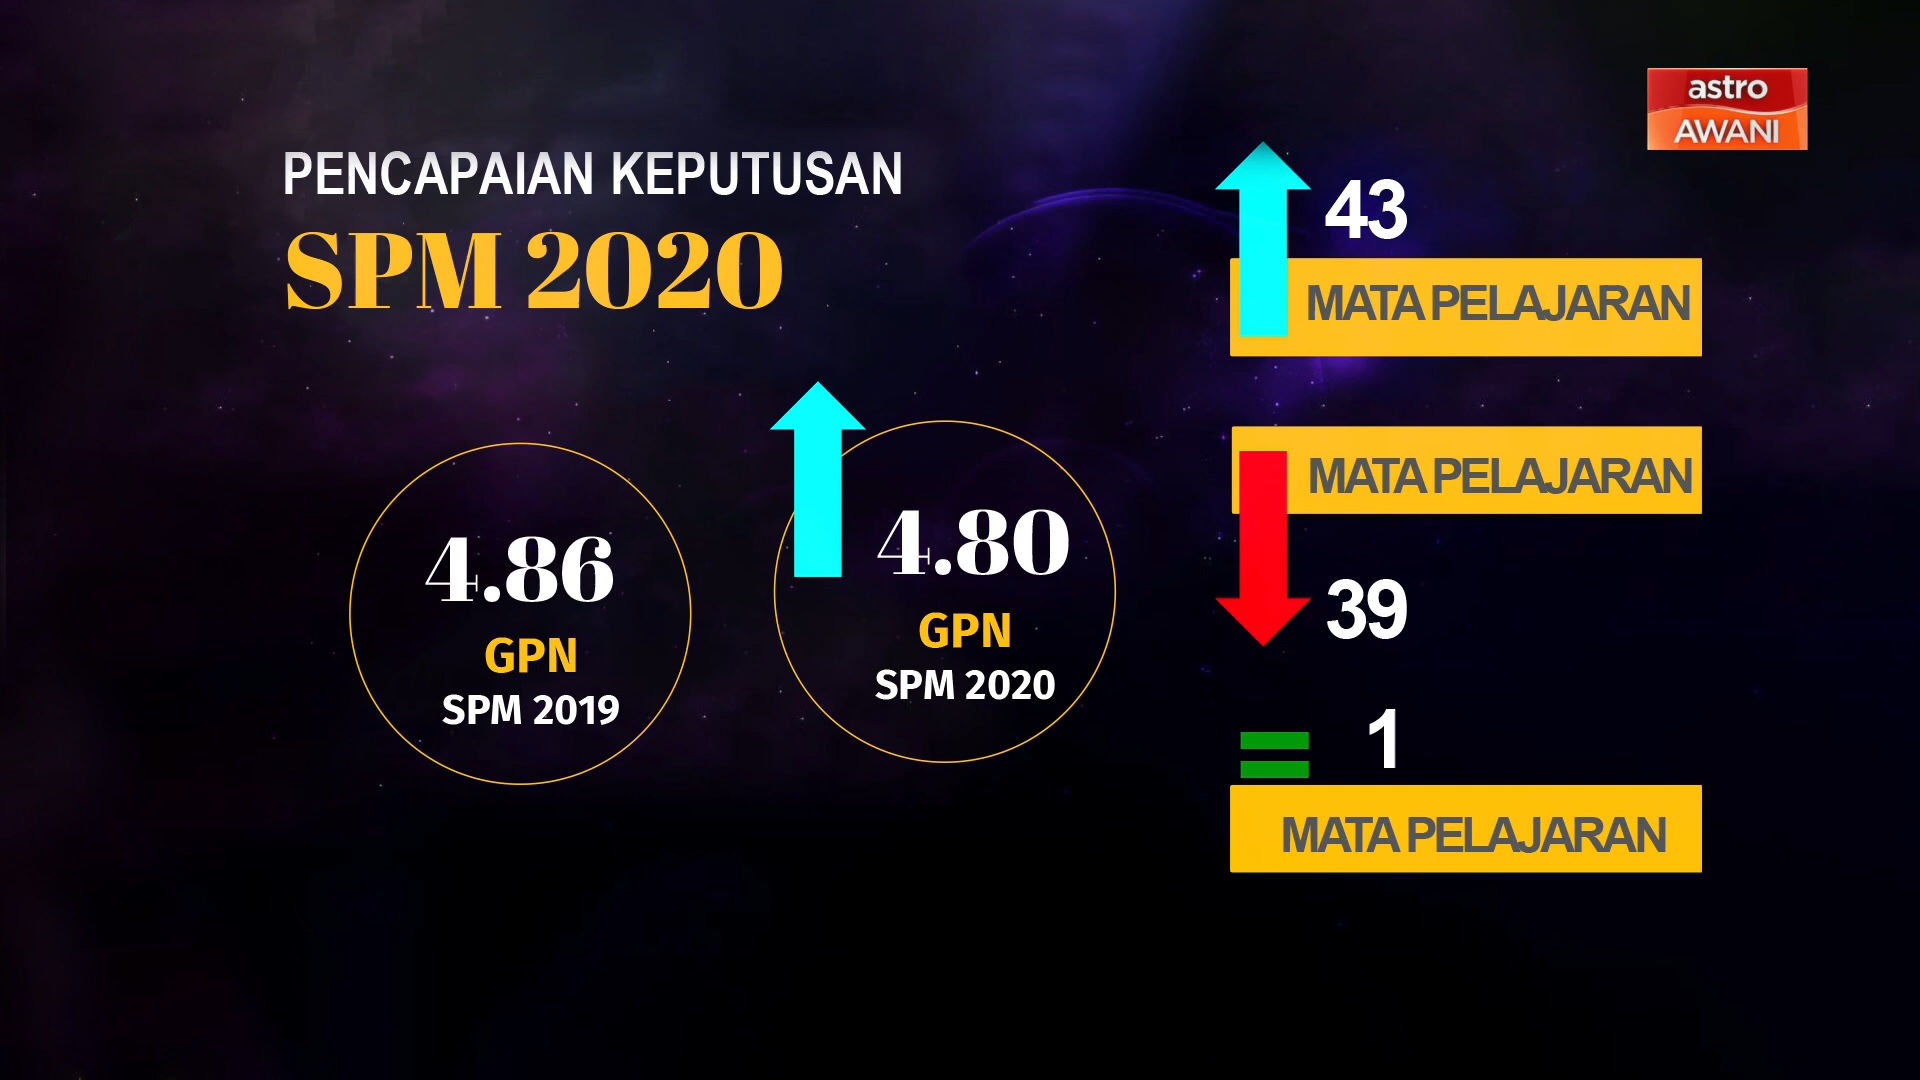 astro
AWANI
PENCAPAIAN KEPUTUSAN
SPM 2020
4.86
GPN
SPM 2019
4.80
GPN
SPM 2020
43
MATA PELAJARAN
MATA PELAJARAN
39
= 1
MATA PELAJARAN